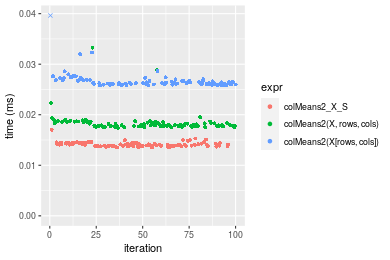 0.04
0.03
0.02
0.01
0.00
time (ms)
0
25
50
75
100
iteration
expr
colMeans2_X_S
colMeans2(X, rows, cols)
colMeans2(X[rows, cols])